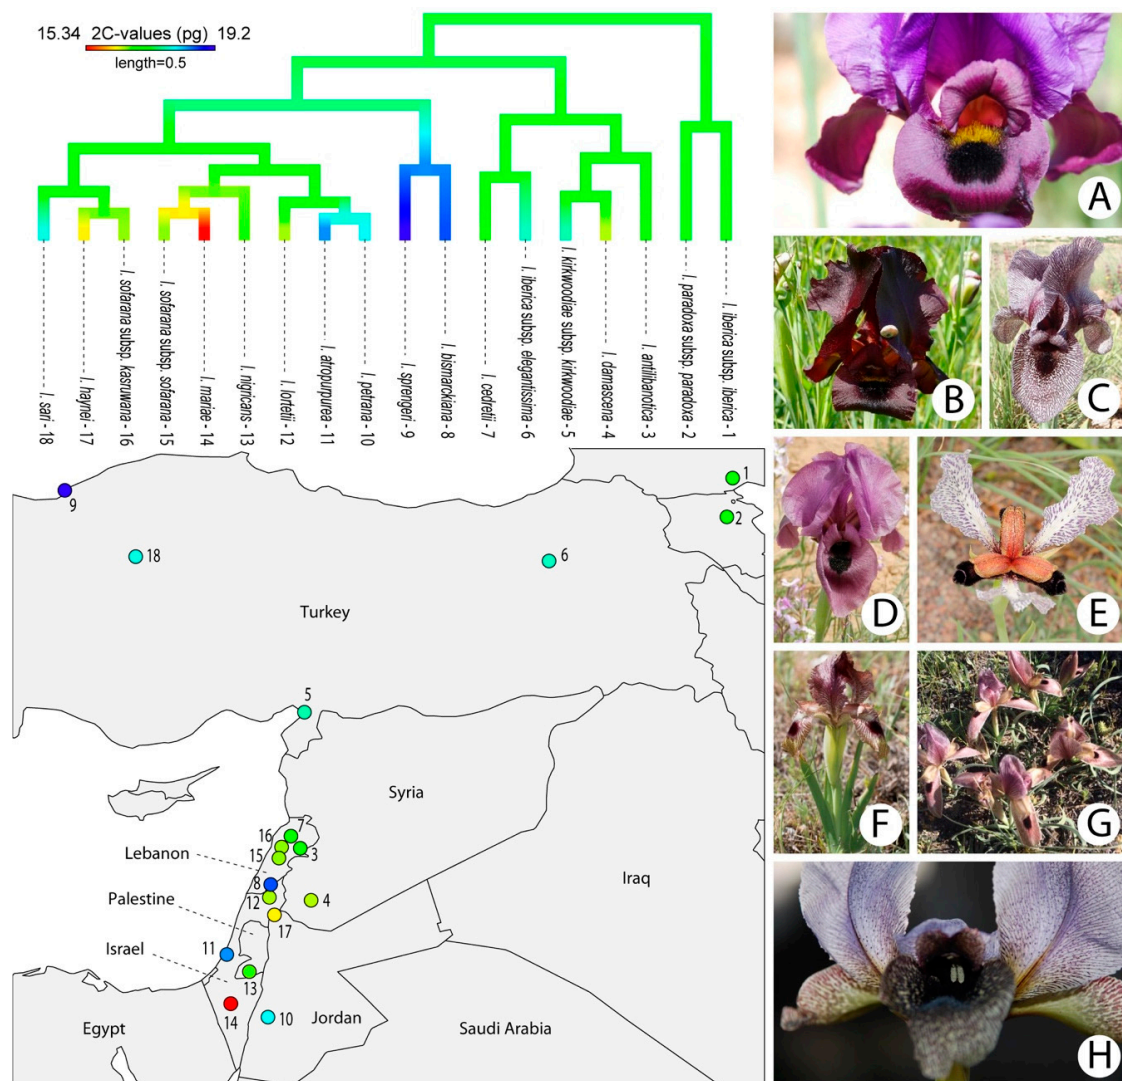 15.34 2C-values (pg) 19.2
length=0.5
I. sari - 18
I. haynei - 17
I. sofarana subsp. kasruwana - 16
I. sofarana subsp. sofarana - 15
I. mariae - 14
I. nigricans - 13
I. lortetii - 12
I. atropurpurea - 11
I. petrana - 10
I. sprengeri - 9
I. bismarckiana - 8
I. cedretii - 7
I. iberica subsp. elegantissima - 6
I. kirkwoodiae subsp. kirkwoodiae - 5
I. damascena - 4
I. antilibanotica - 3
I. paradoxa subsp. paradoxa - 2
I. iberica subsp. iberica - 1
A
B
C
D
E
F
G
H
1
9
2
18
6
Turkey
5
Syria
7
16
3
Lebanon
15
8
Iraq
12
4
Palestine
17
Israel
11
13
14
10
Jordan
Egypt
Saudi Arabia